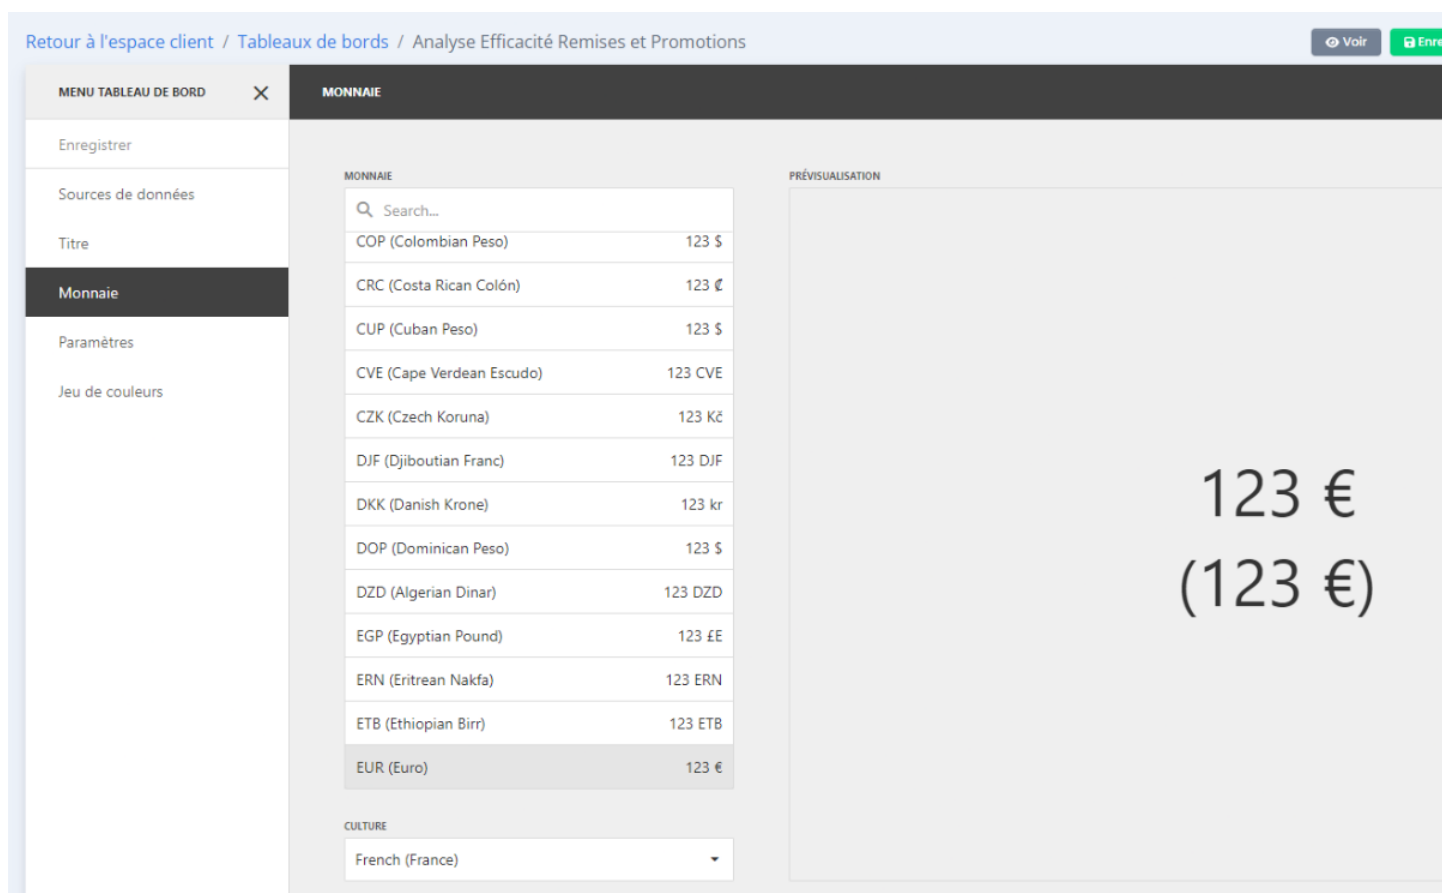 Retour à l'espace client / Tableaux de bords / Analyse Efficacité Remises et Promotions
Voir
Enre
MENU TABLEAU DE BORD
Enregistrer
Sources de données
Titre
Monnaie
Paramètres
Jeu de couleurs
MONNAIE
MONNAIE
Search...
COP (Colombian Peso) 123 $
CRC (Costa Rican Colón) 123 ₡
CUP (Cuban Peso) 123 $
CVE (Cape Verdean Escudo) 123 CVE
CZK (Czech Koruna) 123 Kč
DJF (Djiboutian Franc) 123 DJF
DKK (Danish Krone) 123 kr
DOP (Dominican Peso) 123 $
DZD (Algerian Dinar) 123 DZD
EGP (Egyptian Pound) 123 £E
ERN (Eritrean Nakfa) 123 ERN
ETB (Ethiopian Birr) 123 ETB
EUR (Euro) 123 €
CULTURE
French (France)
PRÉVISUALISATION
123 €
(123 €)